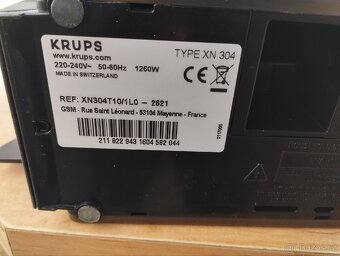 KRUPS
www.krups.com
TYPE XN 304
220-240V~ 50-60Hz 1260W
MADE IN SWITZERLAND
REF: XN304T10/1L0 - 2621
GSM - Rue Saint Léonard - 53104 Mayenne - France
211 822 943 1604 582 044